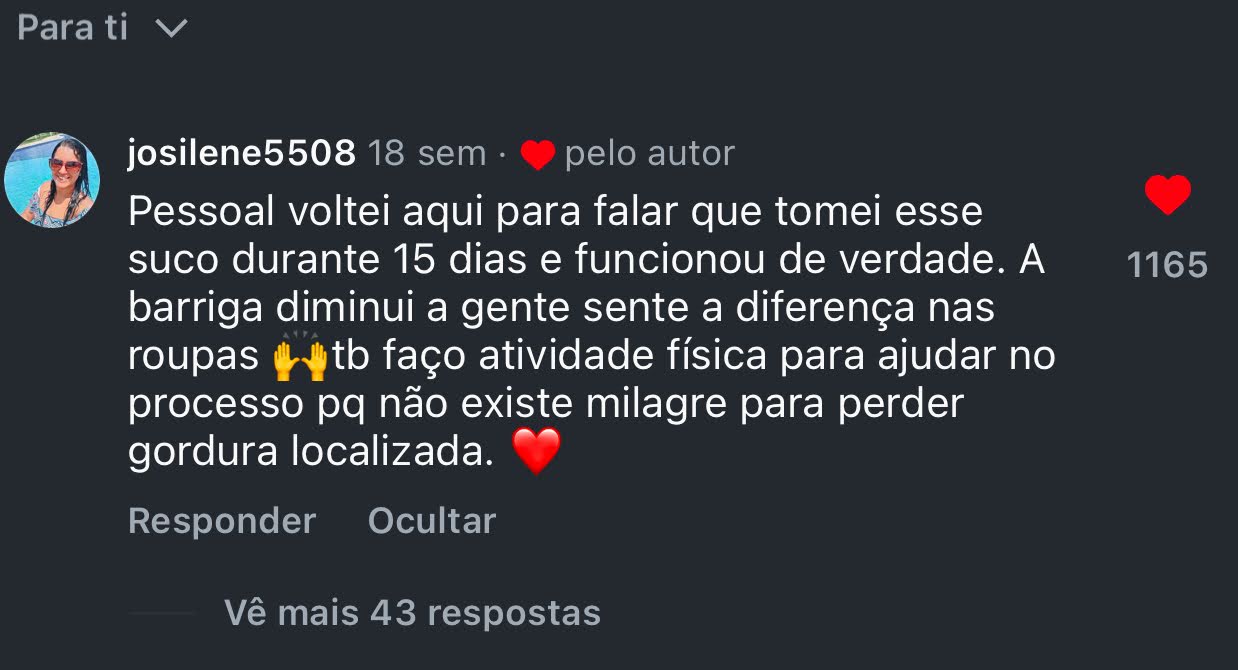 Para ti
josilene5508 18 sem · ❤ pelo autor
Pessoal voltei aqui para falar que tomei esse
suco durante 15 dias e funcionou de verdade. A
barriga diminui a gente sente a diferença nas
roupas 🙌tb faço atividade física para ajudar no
processo pq não existe milagre para perder
gordura localizada. ❤️
1165
Responder Ocultar
Vê mais 43 respostas